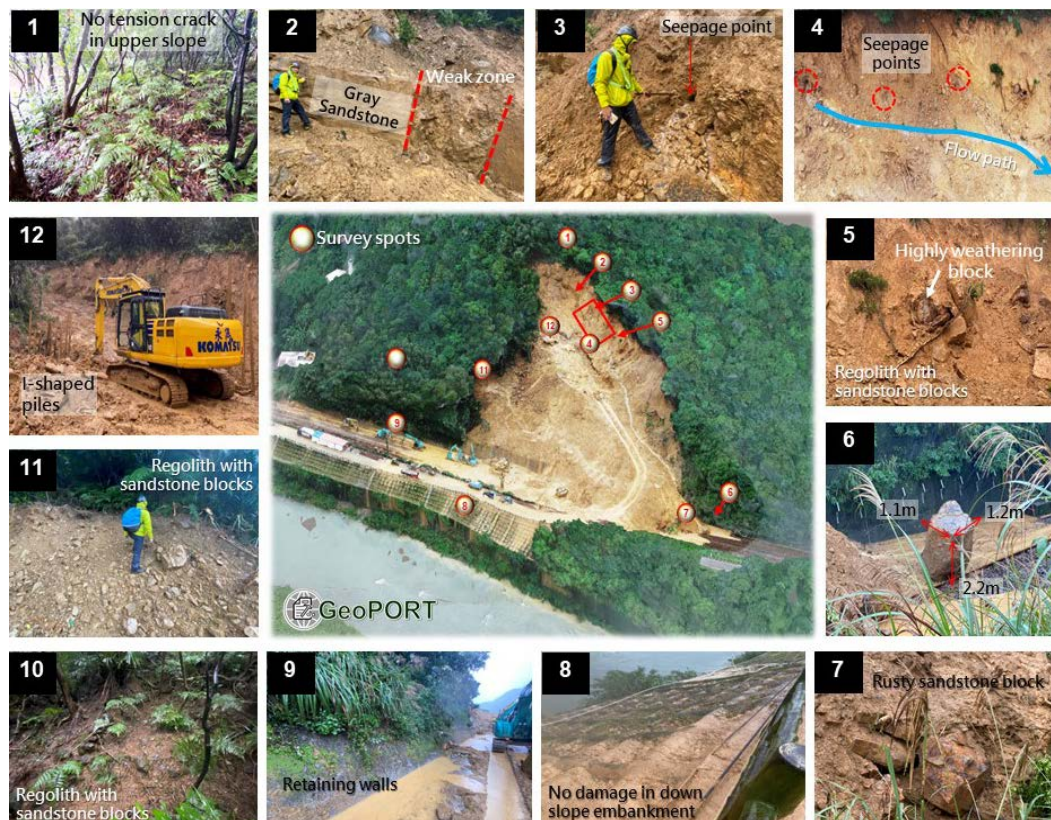 1
No tension crack
in upper slope
2
Weak zone
Gray
Sandstone
3
Seepage point
4
Seepage
points
Flow path
12
KOMATSU
I-shaped
piles
Survey spots
1
2
3
12
5
4
11
9
6
8
7
GeoPORT
5
Highly weathering
block
Regolith with
sandstone blocks
11
Regolith with
sandstone blocks
6
1.1m
1.2m
2.2m
10
Regolith with
sandstone blocks
9
Retaining walls
8
No damage in down
slope embankment
7
Rusty sandstone block